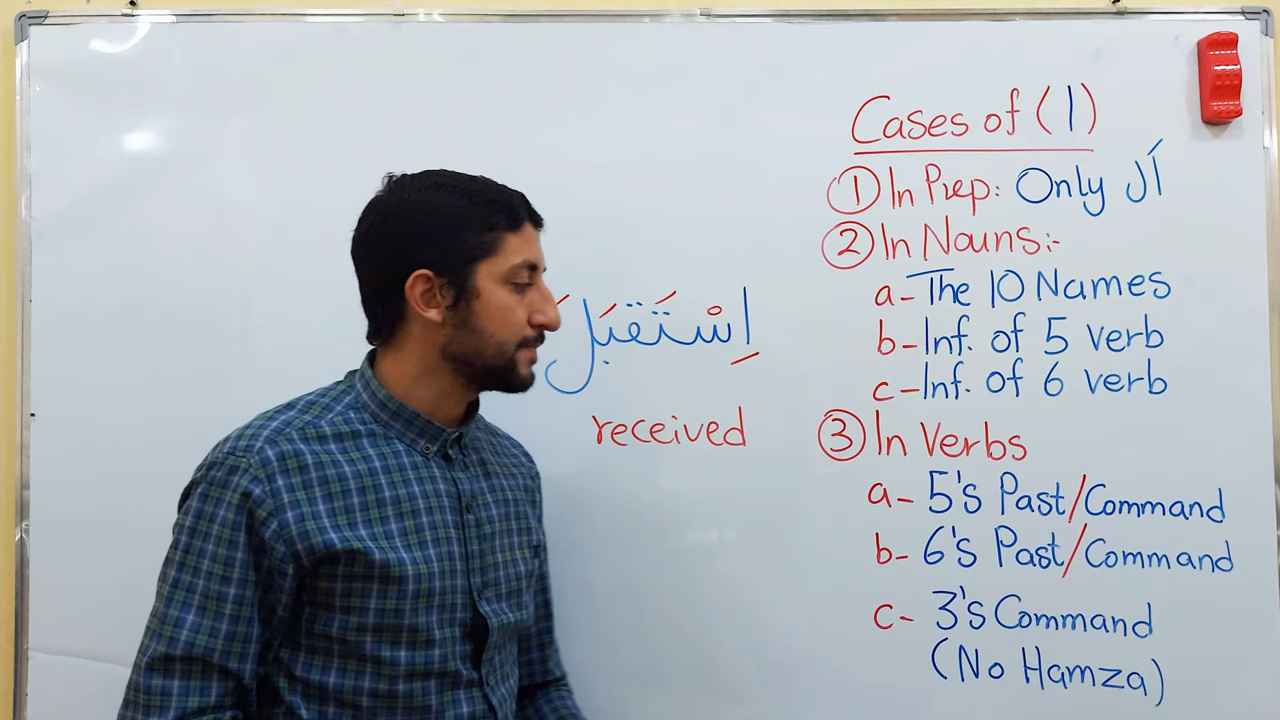 Cases of (ا)
① In Prep: Only اَل
② In Nouns:-
a- The 10 Names
b- Inf. of 5 verb
c- Inf. of 6 verb
③ In Verbs
a- 5's Past/Command
b- 6's Past/Command
c- 3's Command
(No Hamza)
اِسْتَقبَلَ
received